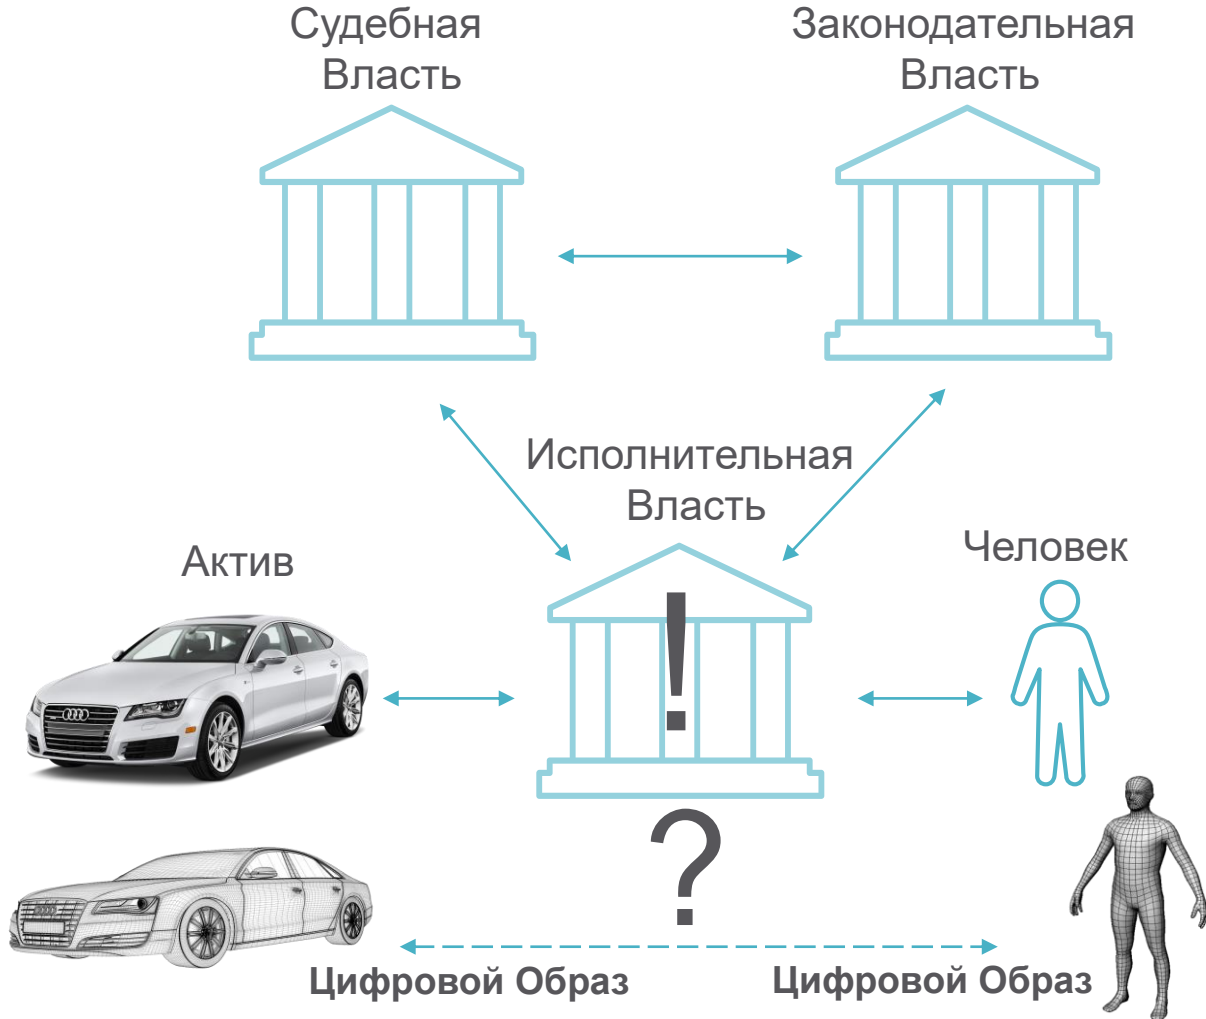 Судебная
Власть
Законодательная
Власть
Исполнительная
Власть
Актив
Человек
!
?
Цифровой Образ
Цифровой Образ